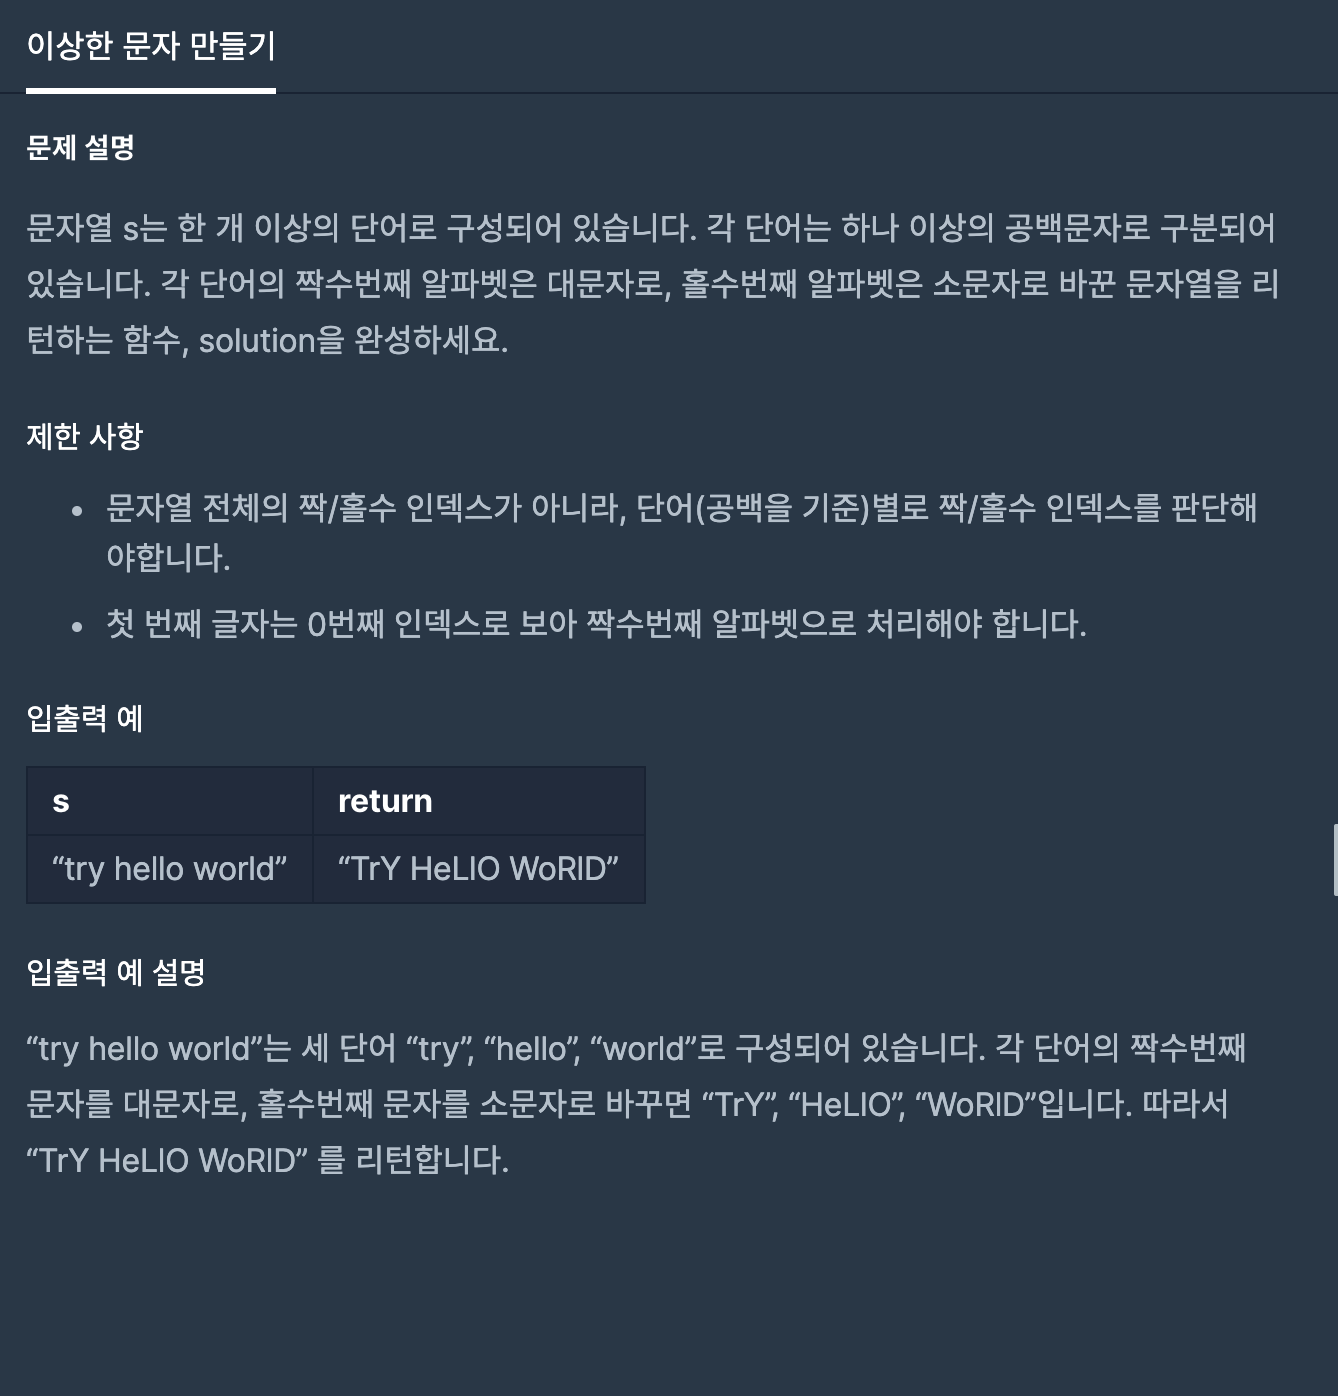 이상한 문자 만들기
문제 설명
문자열 s는 한 개 이상의 단어로 구성되어 있습니다. 각 단어는 하나 이상의 공백문자로 구분되어
있습니다. 각 단어의 짝수번째 알파벳은 대문자로, 홀수번째 알파벳은 소문자로 바꾼 문자열을 리
턴하는 함수, solution을 완성하세요.
제한 사항
• 문자열 전체의 짝/홀수 인덱스가 아니라, 단어(공백을 기준)별로 짝/홀수 인덱스를 판단해
야합니다.
• 첫 번째 글자는 0번째 인덱스로 보아 짝수번째 알파벳으로 처리해야 합니다.
입출력 예
s return
“try hello world” “TrY HeLlO WoRlD”
입출력 예 설명
“try hello world”는 세 단어 “try”, “hello”, “world”로 구성되어 있습니다. 각 단어의 짝수번째
문자를 대문자로, 홀수번째 문자를 소문자로 바꾸면 “TrY”, “HeLlO”, “WoRlD”입니다. 따라서
“TrY HeLlO WoRlD” 를 리턴합니다.